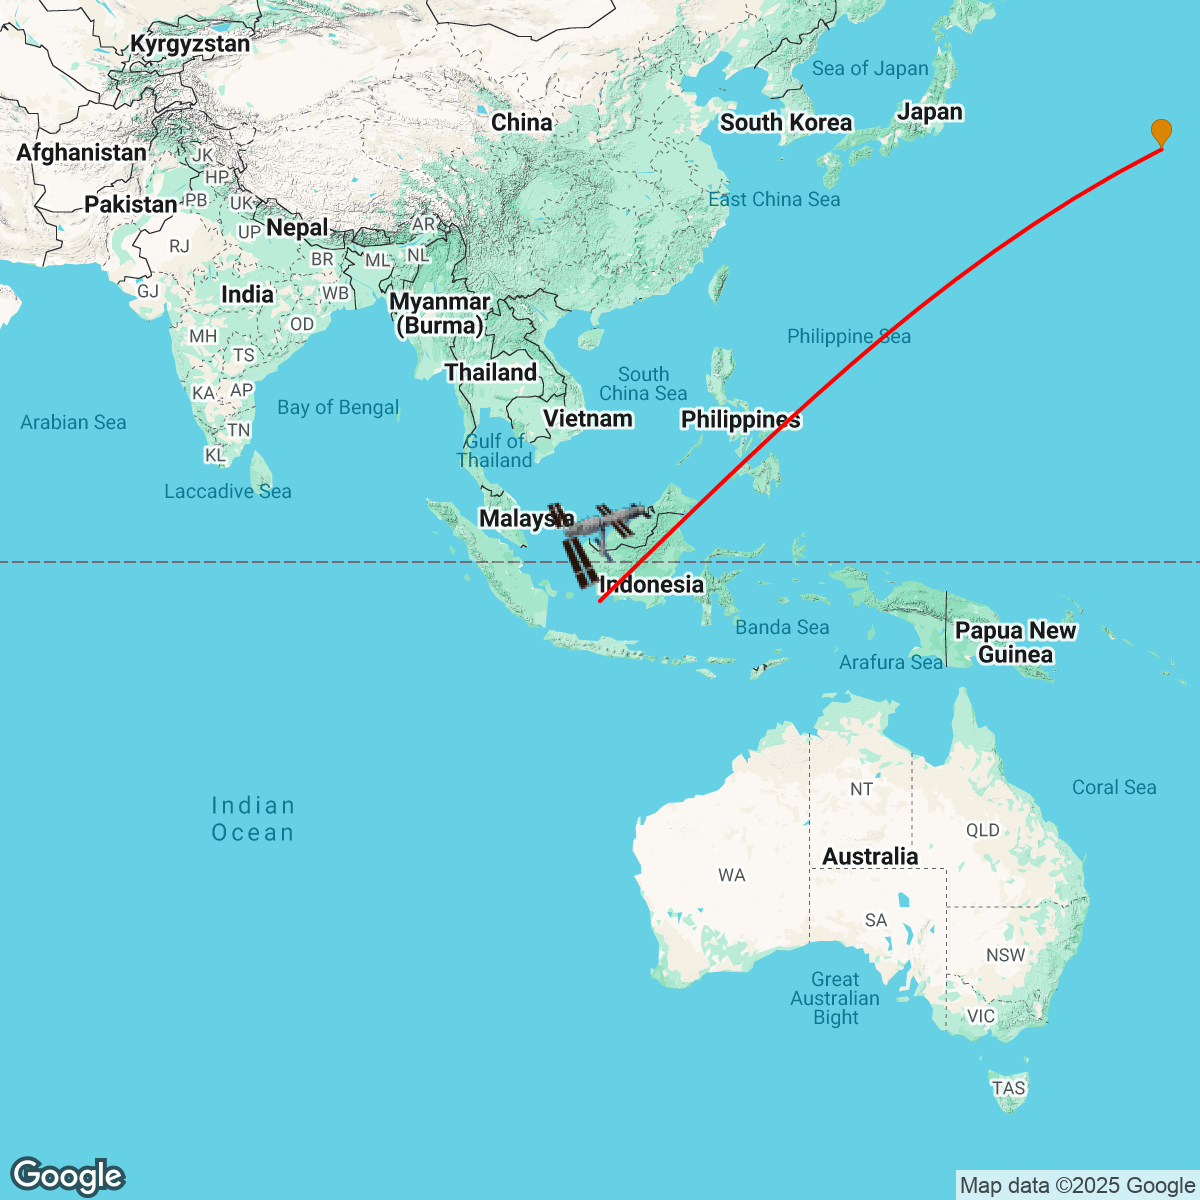 Kyrgyzstan
Sea of Japan
Japan
China
South Korea
Afghanistan
JK
HP
Pakistan
PB
UK
East China Sea
Nepal
AR
UP
RJ
NL
BR
ML
GJ
India
WB
Myanmar
(Burma)
OD
MH
Philippine Sea
TS
Thailand
South
China Sea
KA
AP
Bay of Bengal
Arabian Sea
Vietnam
Philippines
TN
Gulf of
Thailand
KL
Laccadive Sea
Malaysia
Indonesia
Banda Sea
Papua New
Guinea
Arafura Sea
NT
Coral Sea
Indian
Ocean
QLD
Australia
WA
SA
NSW
Great
Australian
Bight
VIC
TAS
Google
Map data ©2025 Google